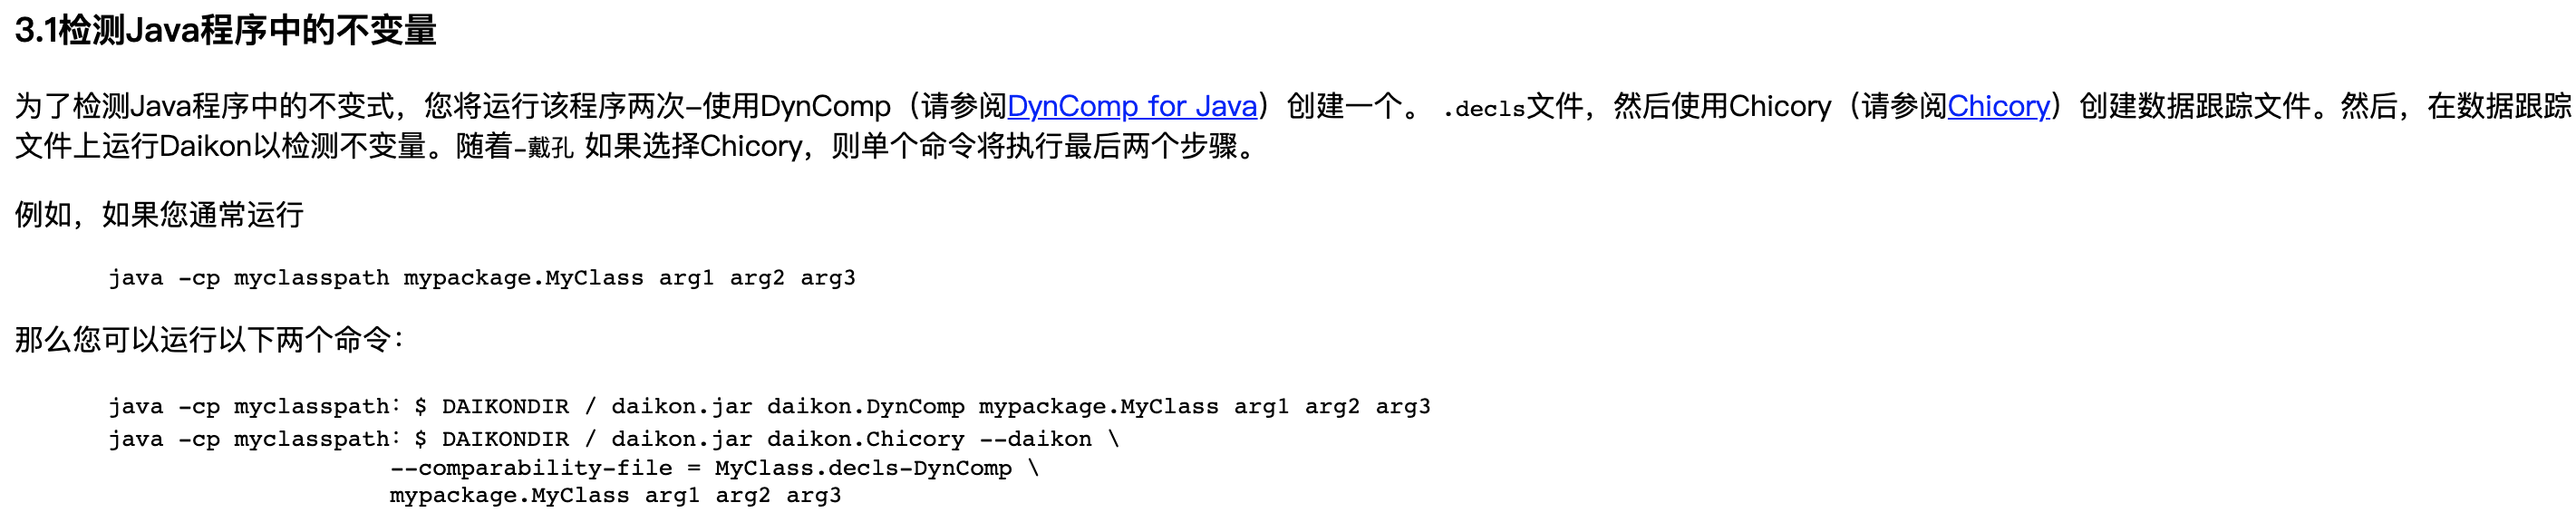 3.1检测Java程序中的不变量
为了检测Java程序中的不变式，您将运行该程序两次–使用DynComp（请参阅DynComp for Java）创建一个。 .decls文件，然后使用Chicory（请参阅Chicory）创建数据跟踪文件。然后，在数据跟踪
文件上运行Daikon以检测不变量。随着-戴孔 如果选择Chicory，则单个命令将执行最后两个步骤。
例如，如果您通常运行
java -cp myclasspath mypackage.MyClass arg1 arg2 arg3
那么您可以运行以下两个命令：
java -cp myclasspath：$ DAIKONDIR / daikon.jar daikon.DynComp mypackage.MyClass arg1 arg2 arg3
java -cp myclasspath：$ DAIKONDIR / daikon.jar daikon.Chicory --daikon \
--comparability-file = MyClass.decls-DynComp \
mypackage.MyClass arg1 arg2 arg3